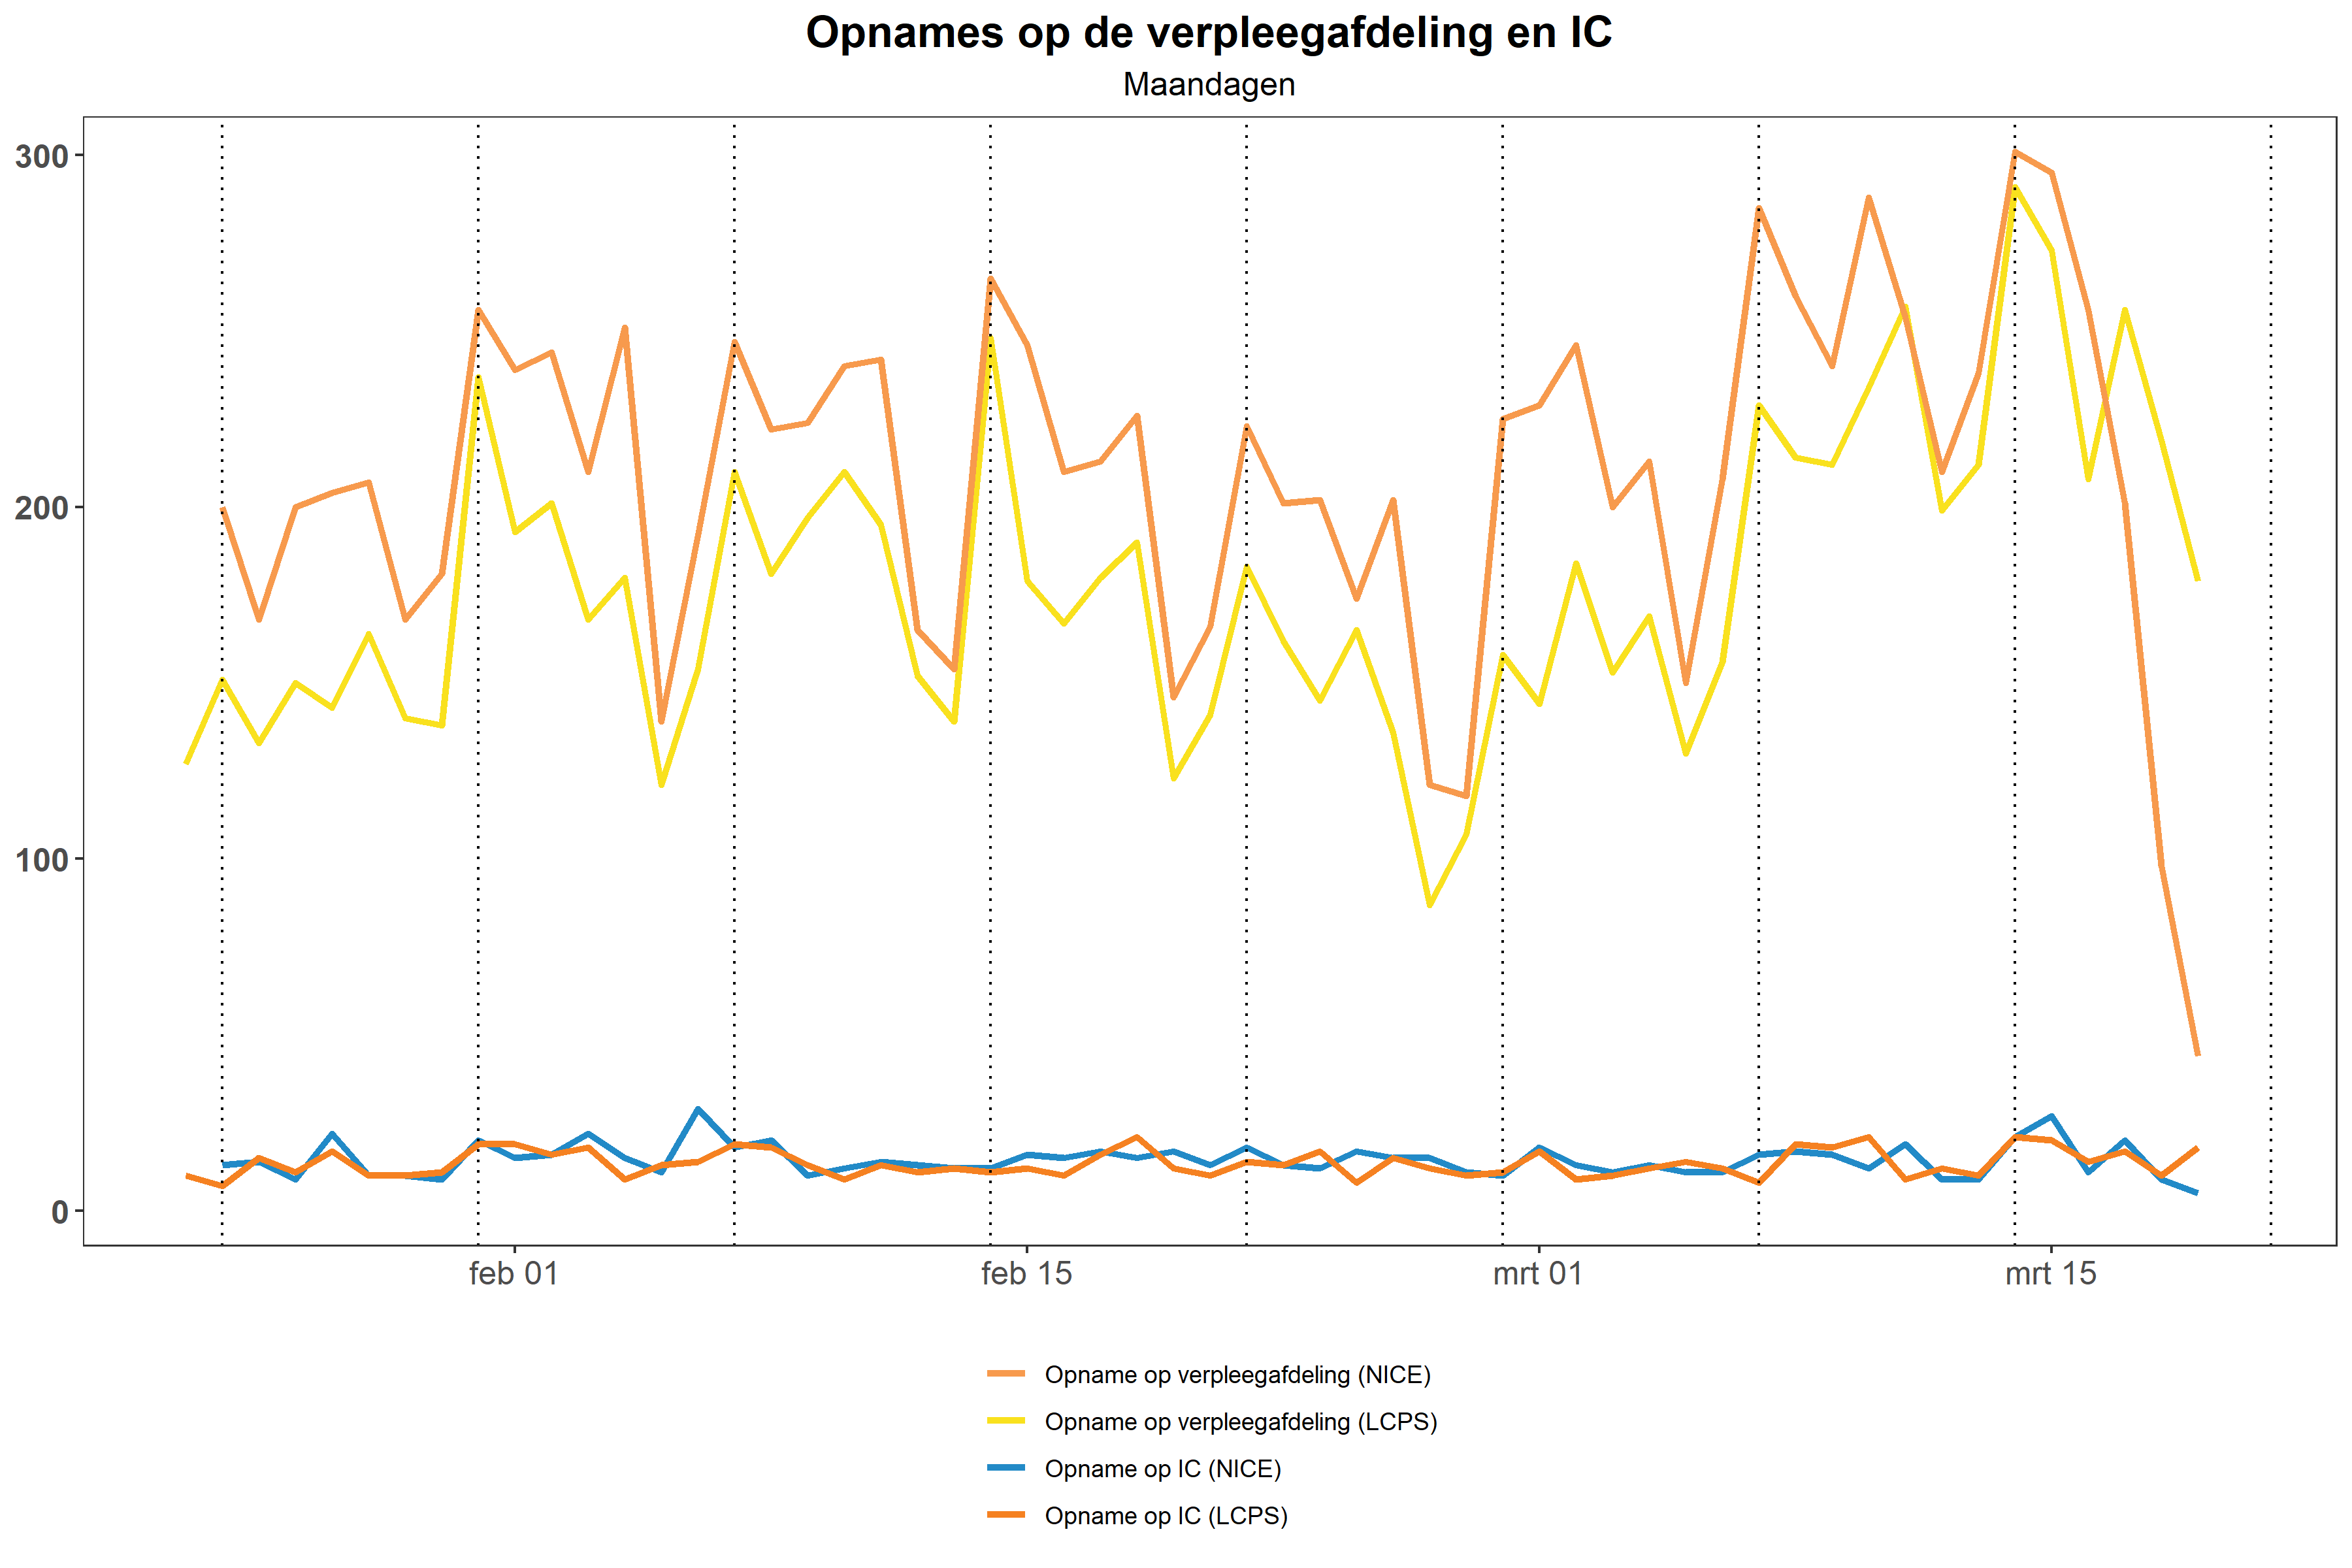 Opnames op de verpleegafdeling en IC
Maandagen
300
200
100
0
feb 01 feb 15 mrt 01 mrt 15
Opname op verpleegafdeling (NICE)
Opname op verpleegafdeling (LCPS)
Opname op IC (NICE)
Opname op IC (LCPS)